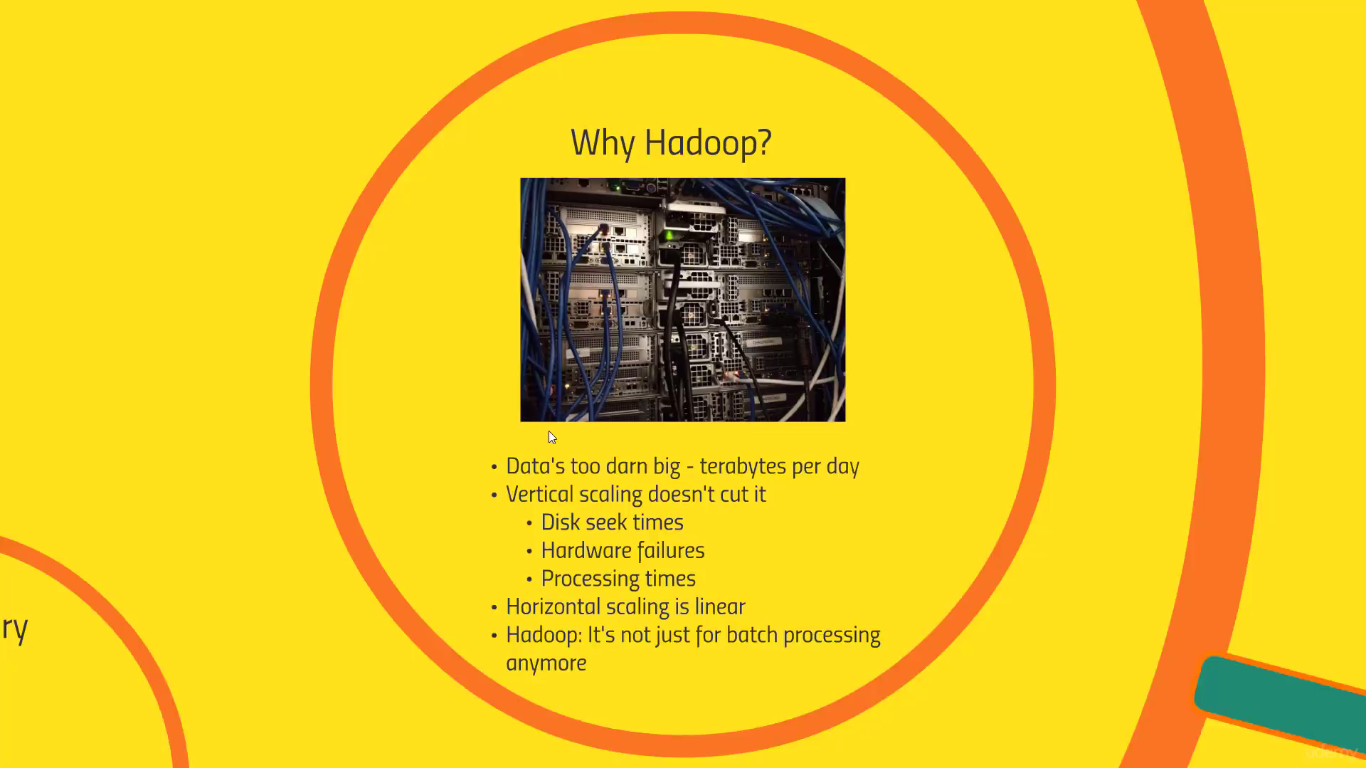 Why Hadoop?
• Data's too darn big - terabytes per day
• Vertical scaling doesn't cut it
• Disk seek times
• Hardware failures
• Processing times
• Horizontal scaling is linear
• Hadoop: It's not just for batch processing
anymore
ry